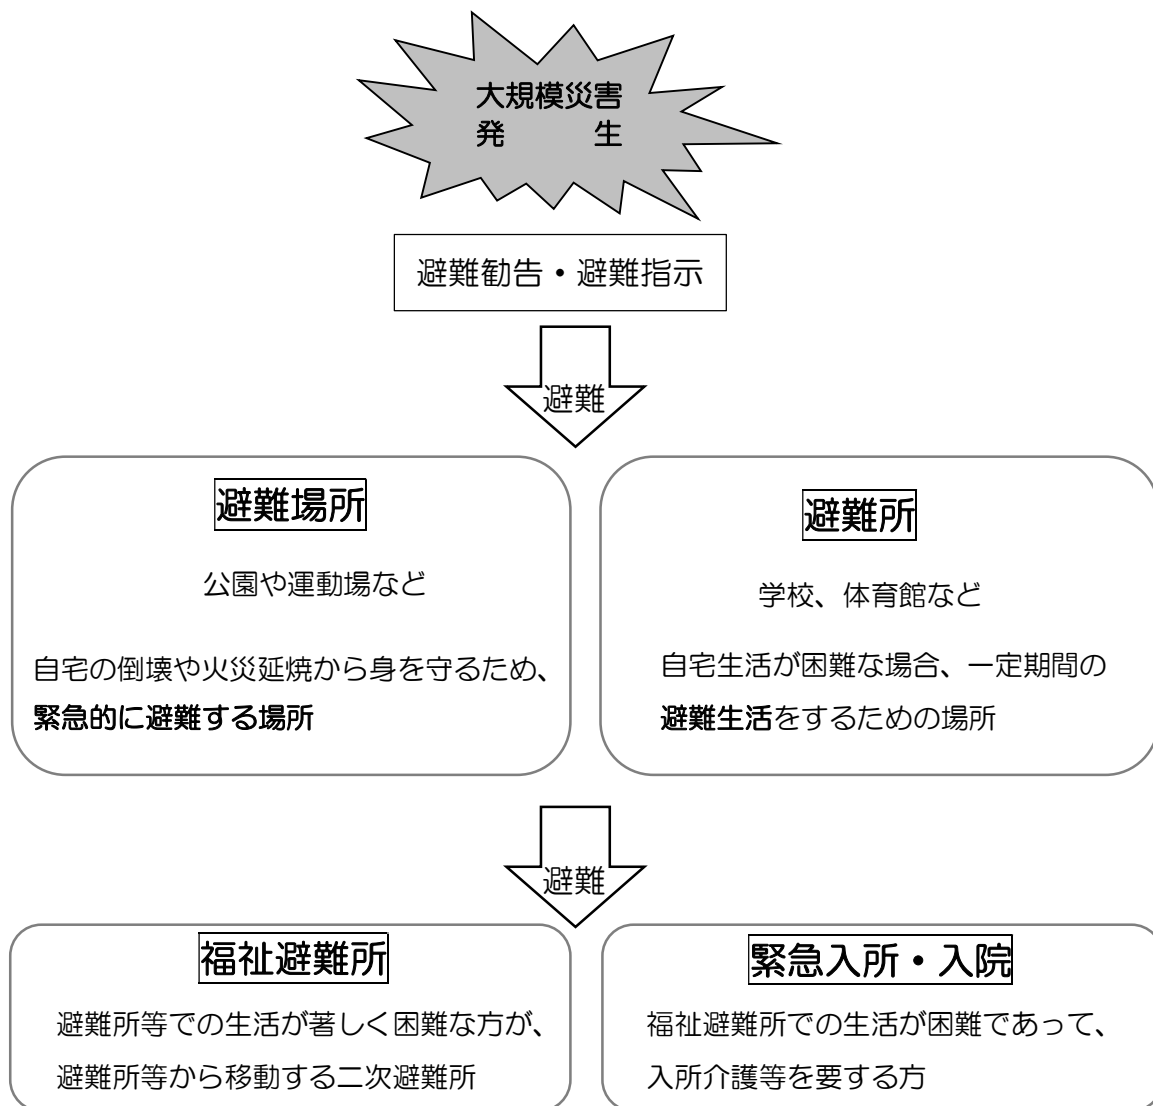 大規模災害
発　　生
避難勧告・避難指示
避難
避難場所
公園や運動場など
自宅の倒壊や火災延焼から身を守るため、
緊急的に避難する場所
避難所
学校、体育館など
自宅生活が困難な場合、一定期間の
避難生活をするための場所
避難
福祉避難所
避難所等での生活が著しく困難な方が、
避難所等から移動する二次避難所
緊急入所・入院
福祉避難所での生活が困難であって、
入所介護等を要する方